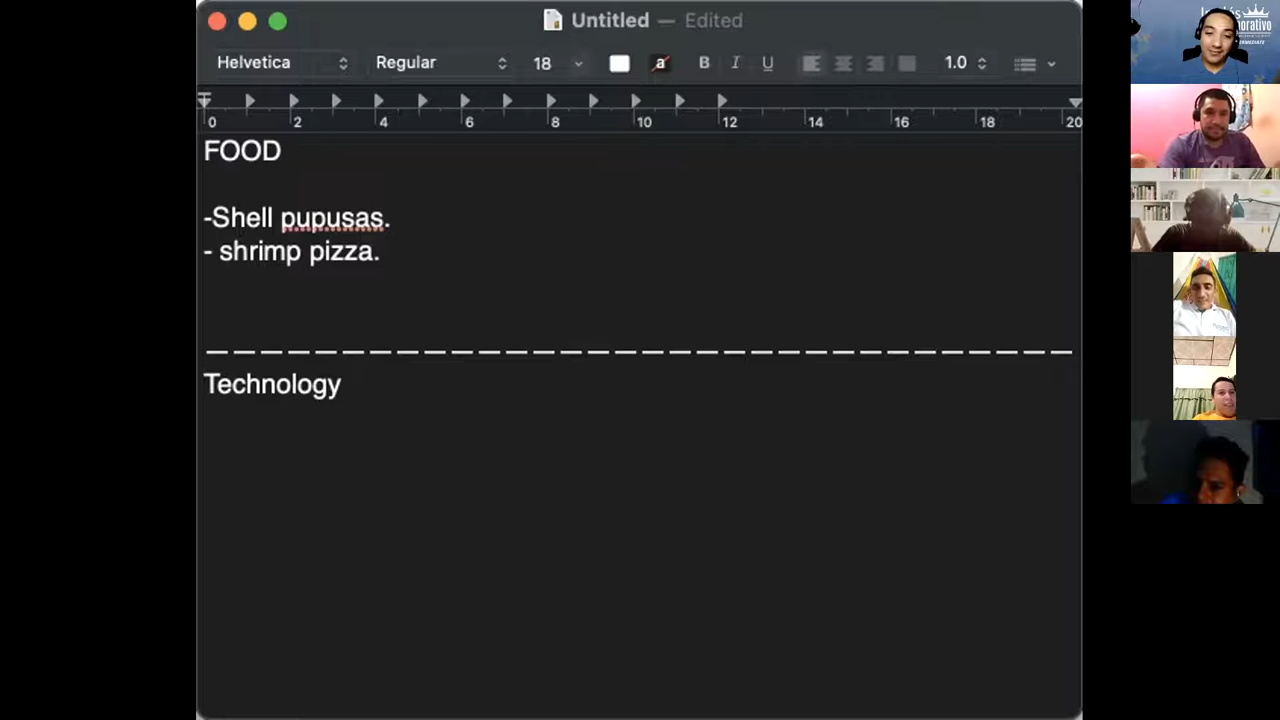 Untitled — Edited
Helvetica Regular 18 a B I U 1.0
0 2 4 6 8 10 12 14 16 18 20
FOOD
-Shell pupusas.
- shrimp pizza.
Technology